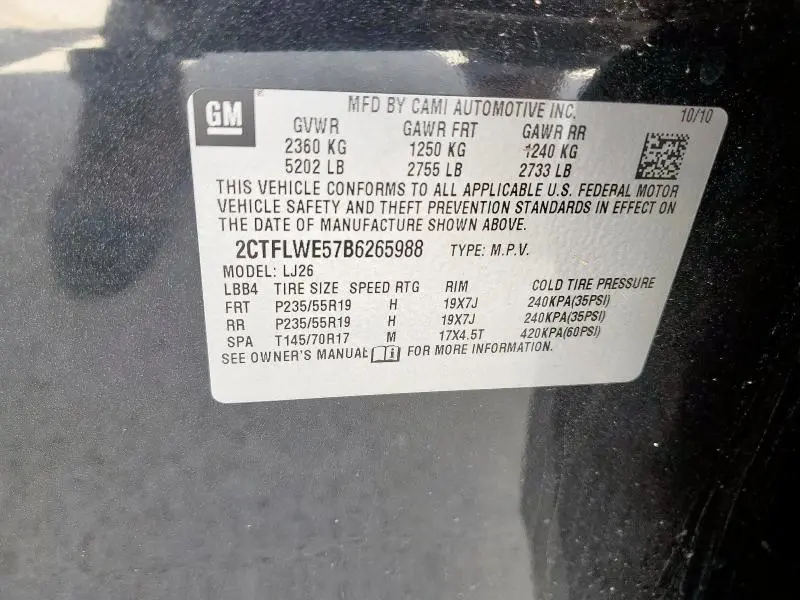 GM
®
MFD BY CAMI AUTOMOTIVE INC. 10/10
GVWR GAWR FRT GAWR RR
2360 KG 1250 KG 1240 KG
5202 LB 2755 LB 2733 LB
THIS VEHICLE CONFORMS TO ALL APPLICABLE U.S. FEDERAL MOTOR
VEHICLE SAFETY AND THEFT PREVENTION STANDARDS IN EFFECT ON
THE DATE OF MANUFACTURE SHOWN ABOVE.
2CTFLWE57B6265988 TYPE: M.P.V.
MODEL: LJ26
LBB4 TIRE SIZE SPEED RTG RIM COLD TIRE PRESSURE
FRT P235/55R19 H 19X7J 240KPA(35PSI)
RR P235/55R19 H 19X7J 240KPA(35PSI)
SPA T145/70R17 M 17X4.5T 420KPA(60PSI)
SEE OWNER'S MANUAL i FOR MORE INFORMATION.